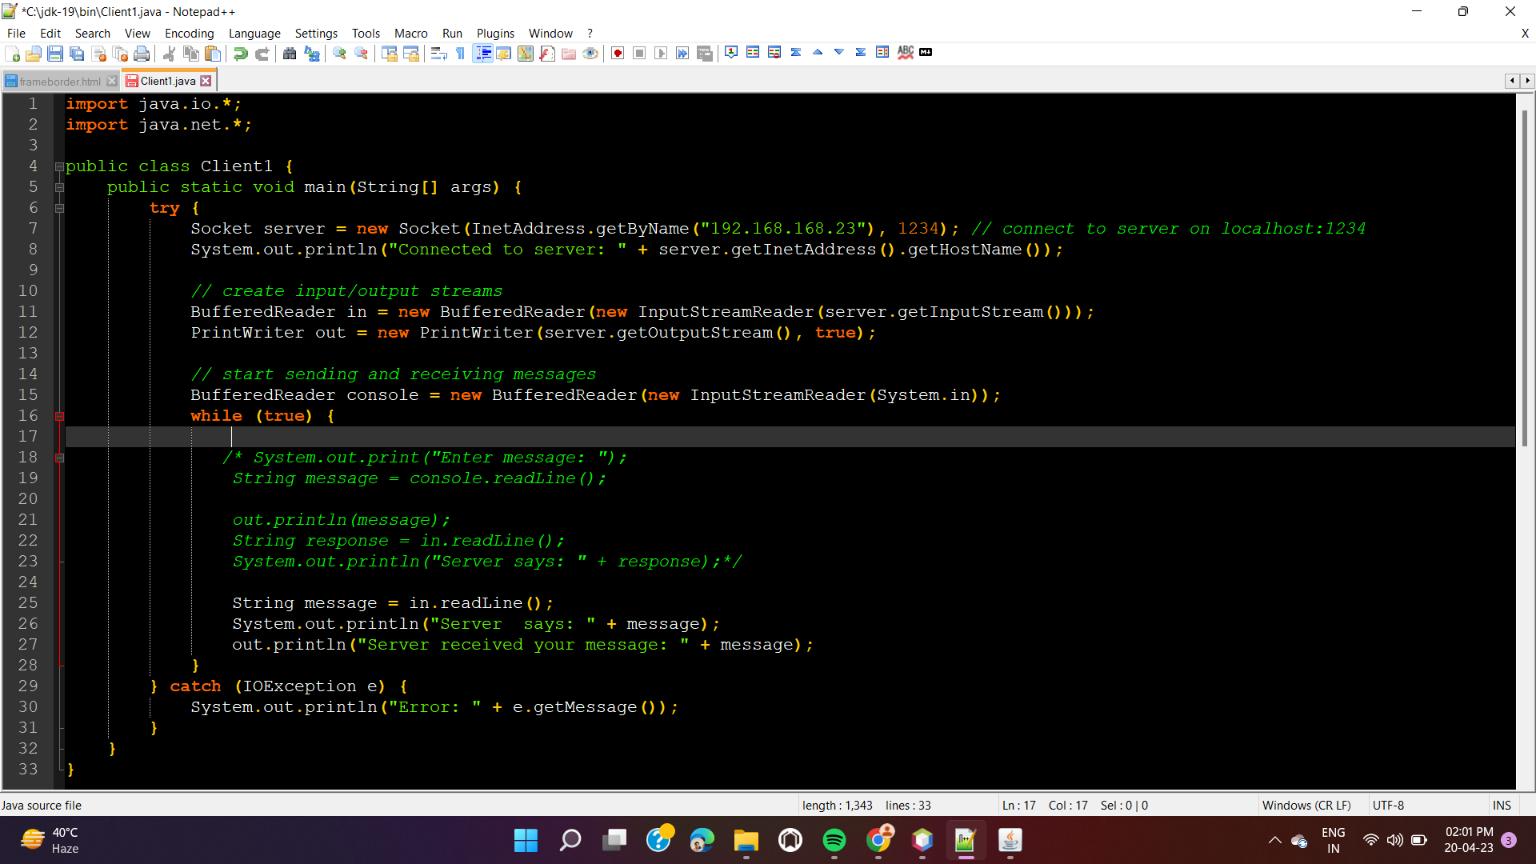 *C:\jdk-19\bin\Client1.java - Notepad++
File Edit Search View Encoding Language Settings Tools Macro Run Plugins Window ? X
frameborder.html Client1.java
1 import java.io.*;
2 import java.net.*;
3
4 public class Client1 {
5 public static void main(String[] args) {
6 try {
7 Socket server = new Socket(InetAddress.getByName("192.168.168.23"), 1234); // connect to server on localhost:1234
8 System.out.println("Connected to server: " + server.getInetAddress().getHostName());
9
10 // create input/output streams
11 BufferedReader in = new BufferedReader(new InputStreamReader(server.getInputStream()));
12 PrintWriter out = new PrintWriter(server.getOutputStream(), true);
13
14 // start sending and receiving messages
15 BufferedReader console = new BufferedReader(new InputStreamReader(System.in));
16 while (true) {
17
18 /* System.out.print("Enter message: ");
19 String message = console.readLine();
20
21 out.println(message);
22 String response = in.readLine();
23 System.out.println("Server says: " + response);*/
24
25 String message = in.readLine();
26 System.out.println("Server  says: " + message);
27 out.println("Server received your message: " + message);
28 }
29 } catch (IOException e) {
30 System.out.println("Error: " + e.getMessage());
31 }
32 }
33 }
Java source file length : 1,343 lines : 33 Ln : 17 Col : 17 Sel : 0 | 0 Windows (CR LF) UTF-8 INS
40°C
Haze
ENG
IN
02:01 PM
20-04-23
3